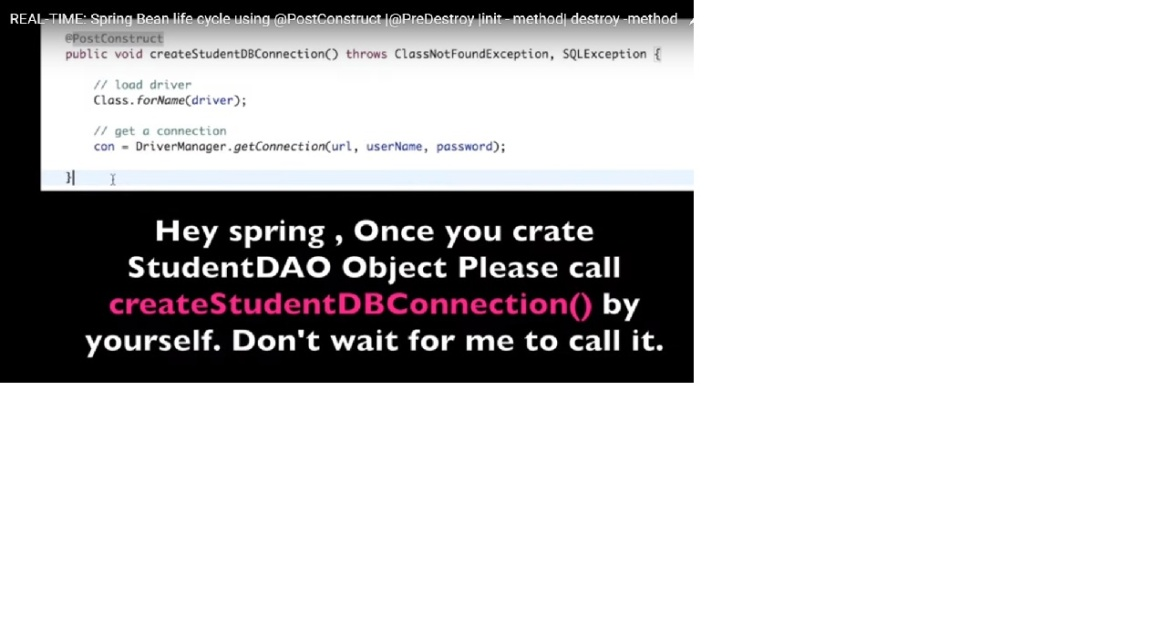 REAL-TIME: Spring Bean life cycle using @PostConstruct |@PreDestroy |init - method| destroy -method
@PostConstruct
public void createStudentDBConnection() throws ClassNotFoundException, SQLException {
// load driver
Class.forName(driver);
// get a connection
con = DriverManager.getConnection(url, userName, password);
}
Hey spring , Once you crate
StudentDAO Object Please call
createStudentDBConnection() by
yourself. Don't wait for me to call it.